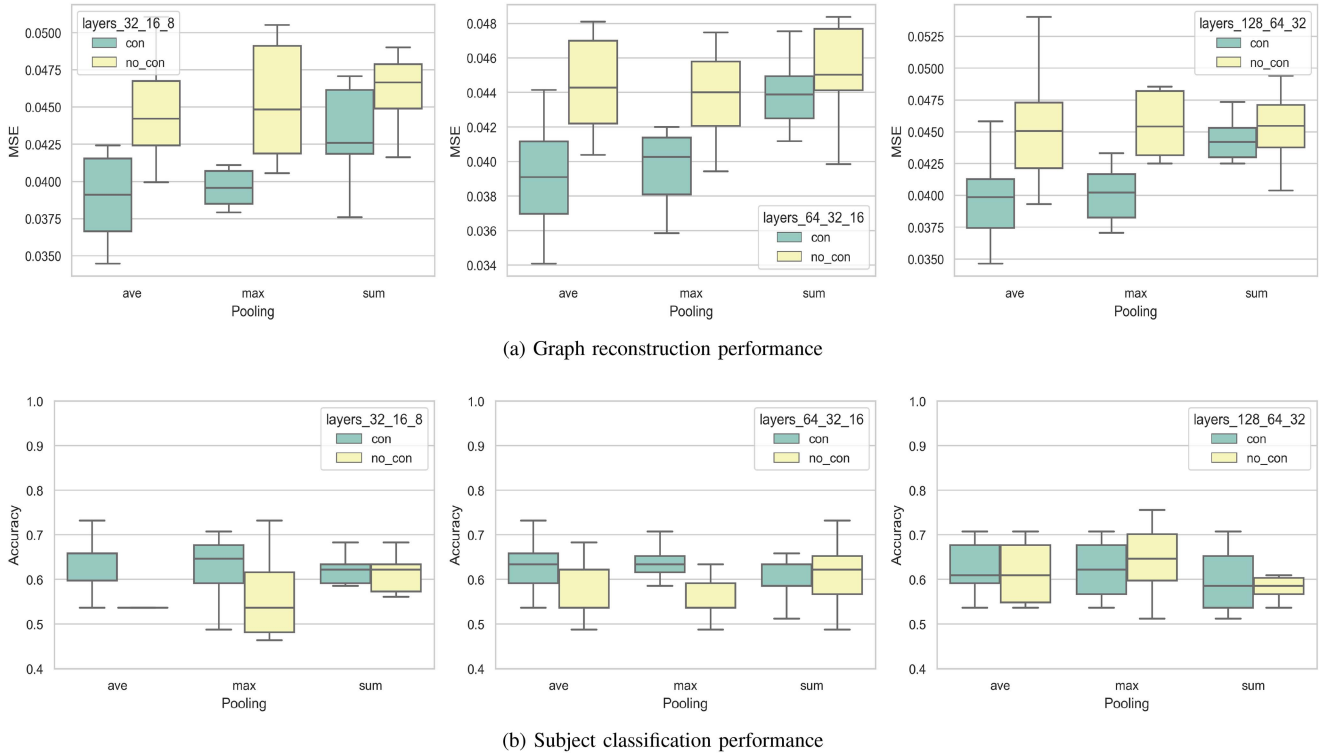 layers_32_16_8
con
no_con
0.0500
0.0475
0.0450
0.0425
0.0400
0.0375
0.0350
MSE
ave
max
sum
Pooling
0.048
0.046
0.044
0.042
0.040
0.038
0.036
0.034
MSE
layers_64_32_16
con
no_con
ave
max
sum
Pooling
layers_128_64_32
con
no_con
0.0525
0.0500
0.0475
0.0450
0.0425
0.0400
0.0375
0.0350
MSE
ave
max
sum
Pooling
(a) Graph reconstruction performance
1.0
0.9
0.8
0.7
0.6
0.5
0.4
Accuracy
layers_32_16_8
con
no_con
ave
max
sum
Pooling
1.0
0.9
0.8
0.7
0.6
0.5
0.4
Accuracy
layers_64_32_16
con
no_con
ave
max
sum
Pooling
1.0
0.9
0.8
0.7
0.6
0.5
0.4
Accuracy
layers_128_64_32
con
no_con
ave
max
sum
Pooling
(b) Subject classification performance